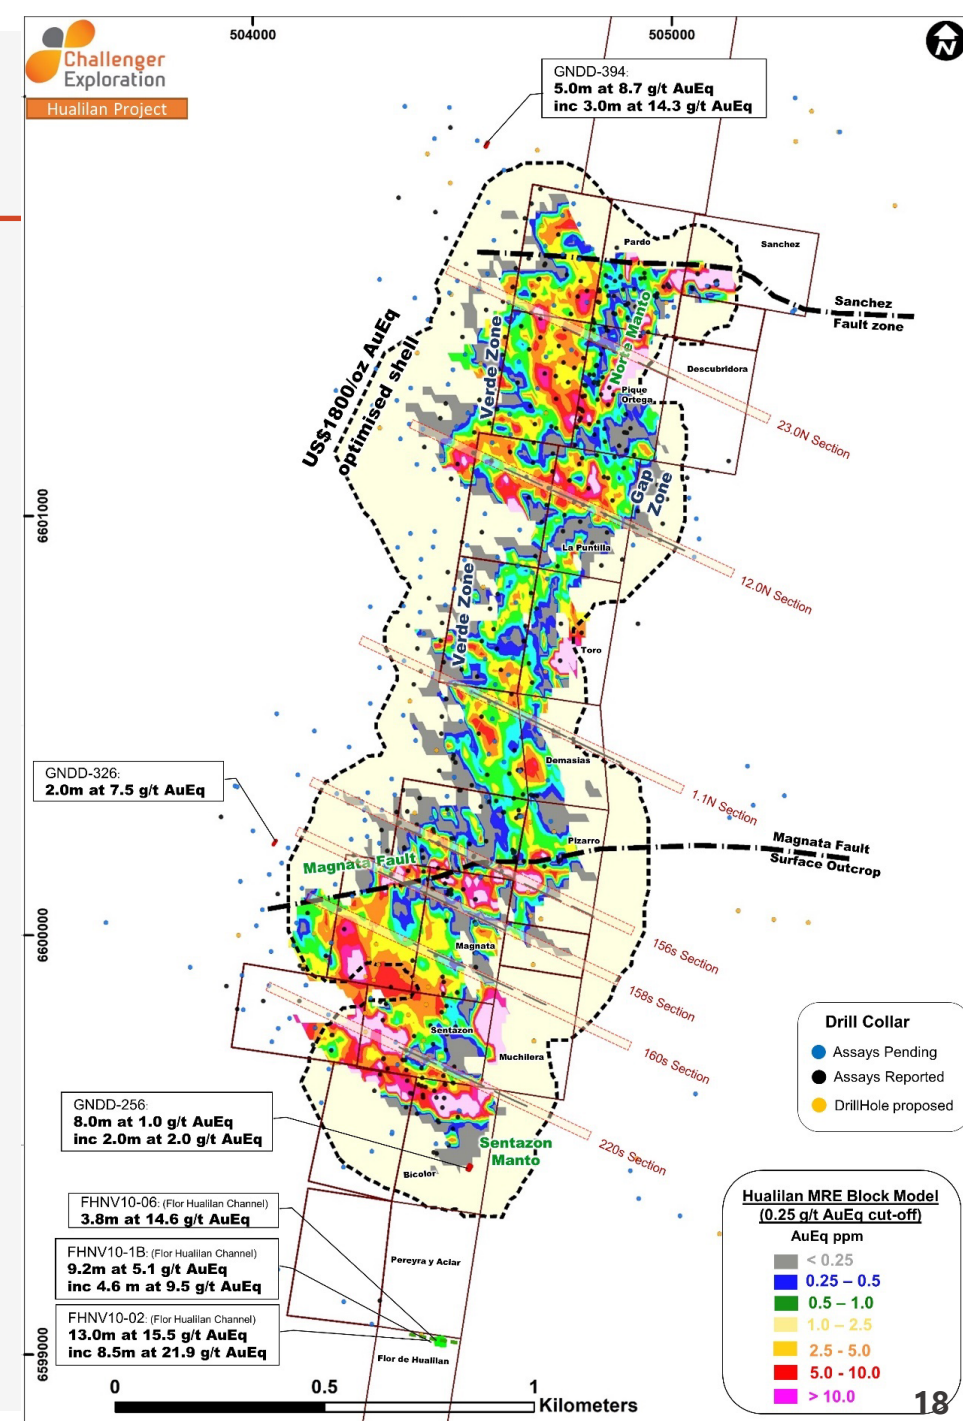 504000
505000
Challenger
Exploration
Hualilan Project
N
GNDD-394:
5.0m at 8.7 g/t AuEq
inc 3.0m at 14.3 g/t AuEq
Pardo
Sanchez
Sanchez
Fault zone
US$1800/oz AuEq
optimised shell
Verde Zone
Norte Manto
Descubridora
Pique
Ortega
23.0N Section
Gap
Zone
6601000
La Puntilla
12.0N Section
Verde Zone
Toro
Demasias
1.1N Section
GNDD-326:
2.0m at 7.5 g/t AuEq
Pizarro
Magnata Fault
Surface Outcrop
Magnata Fault
6600000
Magnata
156s Section
158s Section
Sentazon
Muchilera
160s Section
Drill Collar
Assays Pending
Assays Reported
DrillHole proposed
GNDD-256:
8.0m at 1.0 g/t AuEq
inc 2.0m at 2.0 g/t AuEq
Sentazon
Manto
220s Section
Bicolor
FHNV10-06: (Flor Hualilan Channel)
3.8m at 14.6 g/t AuEq
FHNV10-1B: (Flor Hualilan Channel)
9.2m at 5.1 g/t AuEq
inc 4.6 m at 9.5 g/t AuEq
Pereyra y Aciar
FHNV10-02: (Flor Hualilan Channel)
13.0m at 15.5 g/t AuEq
inc 8.5m at 21.9 g/t AuEq
Flor de Hualilan
6599000
Hualilan MRE Block Model
(0.25 g/t AuEq cut-off)
AuEq ppm
< 0.25
0.25 – 0.5
0.5 – 1.0
1.0 – 2.5
2.5 - 5.0
5.0 - 10.0
> 10.0
0
0.5
1
Kilometers
18